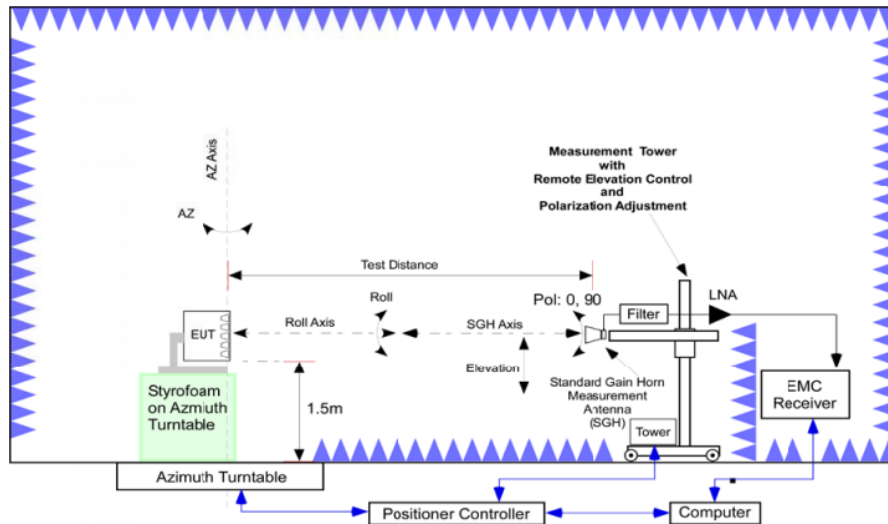 AZ Axis
AZ
Measurement Tower
with
Remote Elevation Control
and
Polarization Adjustment
Test Distance
Roll
Pol: 0, 90
Filter
LNA
EUT
Roll Axis
SGH Axis
Elevation
Standard Gain Horn
Measurement
Antenna
(SGH)
EMC
Receiver
Styrofoam
on Azmiuth
Turntable
1.5m
Tower
Azimuth Turntable
Positioner Controller
Computer